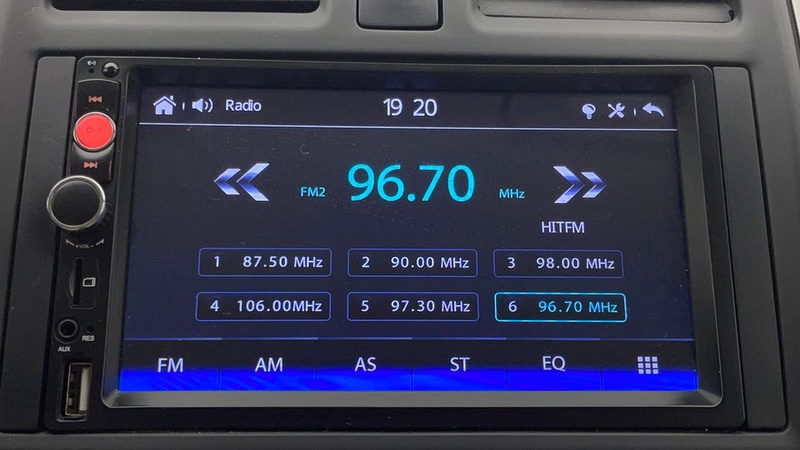 Radio 19 20
FM2 96.70 MHz
HITFM
1 87.50 MHz 2 90.00 MHz 3 98.00 MHz
4 106.00MHz 5 97.30 MHz 6 96.70 MHz
FM AM AS ST EQ
+VOL-
RES
AUX